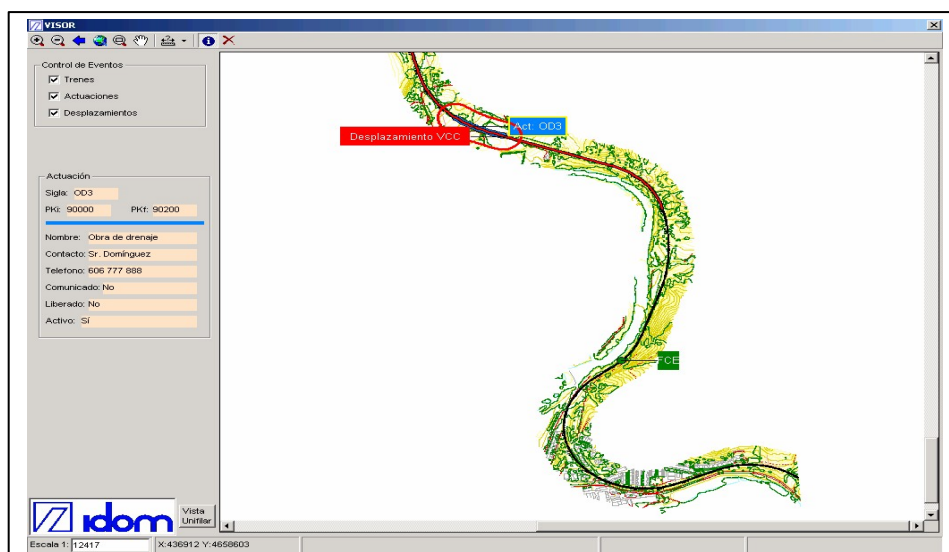 VISOR
Control de Eventos
Trenes
Actuaciones
Desplazamientos
Act: OD3
Desplazamiento VCC
Actuación
Sigla: OD3
PKi: 90000 PKf: 90200
Nombre: Obra de drenaje
Contacto: Sr. Domínguez
Telefono: 606 777 888
Comunicado: No
Liberado: No
Activo: Sí
FCE
idom
Vista
Unifilar
Escala 1: 12417 X:436912 Y:4658603